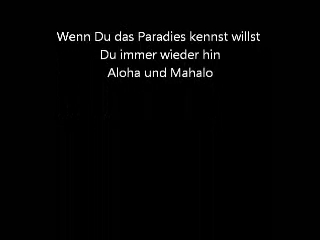 Wenn Du das Paradies kennst willst
Du immer wieder hin
Aloha und Mahalo